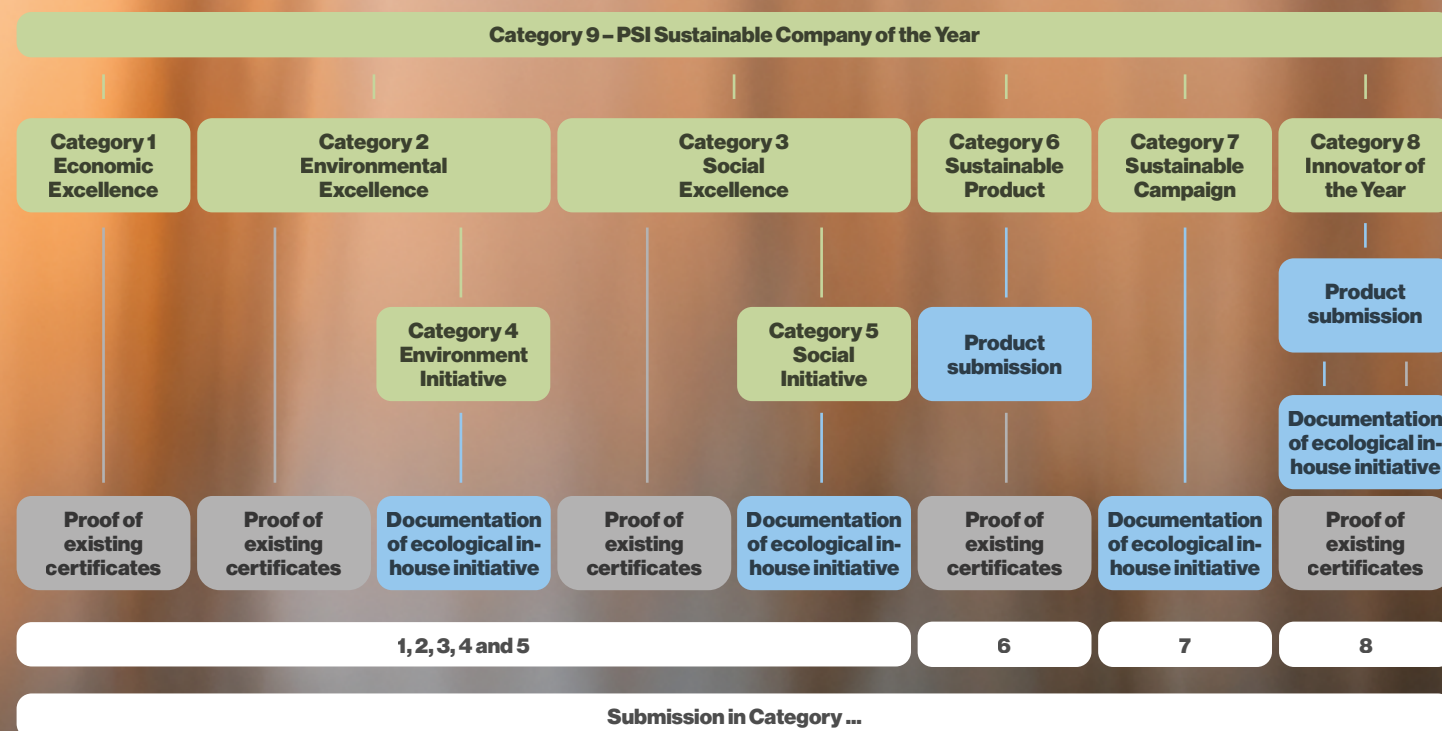 Category 9 – PSI Sustainable Company of the Year
Category 1
Economic
Excellence
Category 2
Environmental
Excellence
Category 3
Social
Excellence
Category 6
Sustainable
Product
Category 7
Sustainable
Campaign
Category 8
Innovator of
the Year
Product
submission
Category 4
Environment
Initiative
Category 5
Social
Initiative
Product
submission
Documentation
of ecological in-
house initiative
Proof of
existing
certificates
Proof of
existing
certificates
Documentation
of ecological in-
house initiative
Proof of
existing
certificates
Documentation
of ecological in-
house initiative
Proof of
existing
certificates
Documentation
of ecological in-
house initiative
Proof of
existing
certificates
1, 2, 3, 4 and 5
6
7
8
Submission in Category ...